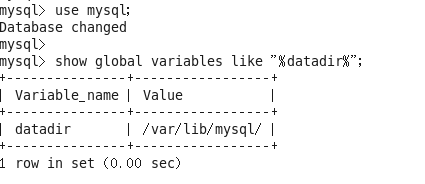 mysql> use mysql;
Database changed
mysql>
mysql> show global variables like ”%datadir%”;
+---------------+-----------------+
| Variable_name | Value           |
+---------------+-----------------+
| datadir       | /var/lib/mysql/ |
+---------------+-----------------+
1 row in set (0.00 sec)